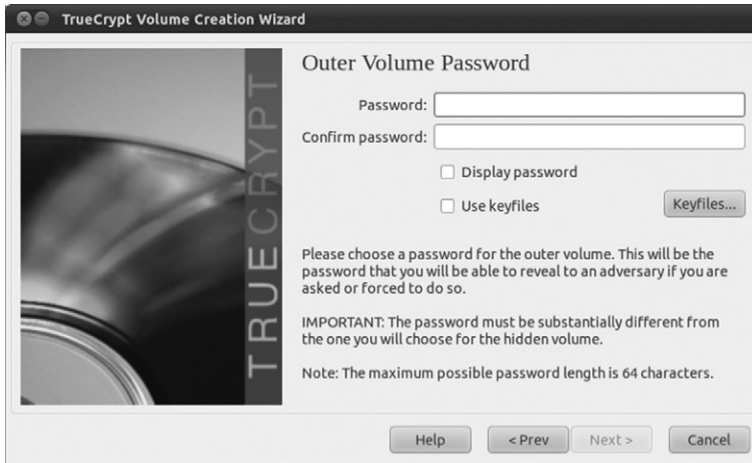 TrueCrypt Volume Creation Wizard
TRUECRYPT
Outer Volume Password
Password:
Confirm password:
Display password
Use keyfiles
Keyfiles...
Please choose a password for the outer volume. This will be the
password that you will be able to reveal to an adversary if you are
asked or forced to do so.
IMPORTANT: The password must be substantially different from
the one you will choose for the hidden volume.
Note: The maximum possible password length is 64 characters.
Help
< Prev
Next >
Cancel